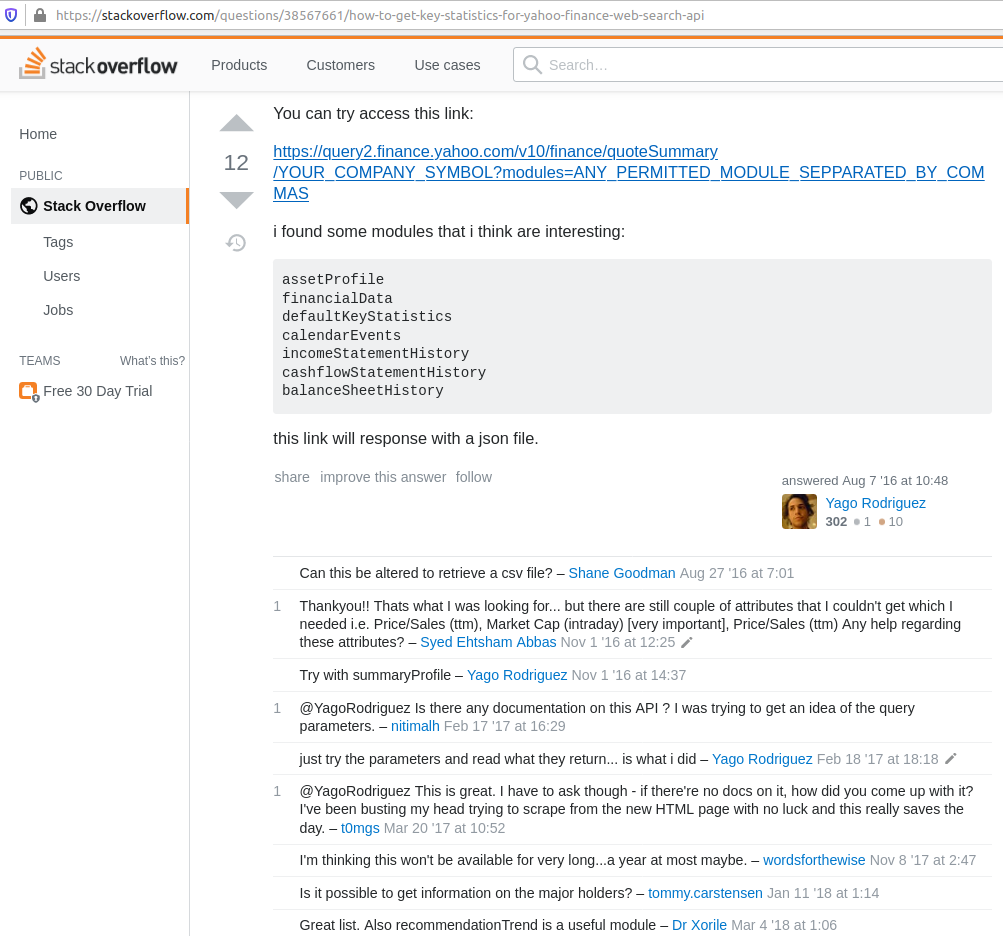 https://stackoverflow.com/questions/38567661/how-to-get-key-statistics-for-yahoo-finance-web-search-api
stackoverflow
Products
Customers
Use cases
Search…
Home
PUBLIC
Stack Overflow
Tags
Users
Jobs
TEAMS
What's this?
Free 30 Day Trial
12
You can try access this link:
https://query2.finance.yahoo.com/v10/finance/quoteSummary
/YOUR_COMPANY_SYMBOL?modules=ANY_PERMITTED_MODULE_SEPPARATED_BY_COM
MAS
i found some modules that i think are interesting:
assetProfile
financialData
defaultKeyStatistics
calendarEvents
incomeStatementHistory
cashflowStatementHistory
balanceSheetHistory
this link will response with a json file.
share improve this answer follow
answered Aug 7 '16 at 10:48
Yago Rodriguez
302 1 10
Can this be altered to retrieve a csv file? – Shane Goodman Aug 27 '16 at 7:01
1 Thankyou!! Thats what I was looking for... but there are still couple of attributes that I couldn't get which I
needed i.e. Price/Sales (ttm), Market Cap (intraday) [very important], Price/Sales (ttm) Any help regarding
these attributes? – Syed Ehtsham Abbas Nov 1 '16 at 12:25
Try with summaryProfile – Yago Rodriguez Nov 1 '16 at 14:37
1 @YagoRodriguez Is there any documentation on this API ? I was trying to get an idea of the query
parameters. – nitimalh Feb 17 '17 at 16:29
just try the parameters and read what they return... is what i did – Yago Rodriguez Feb 18 '17 at 18:18
1 @YagoRodriguez This is great. I have to ask though - if there're no docs on it, how did you come up with it?
I've been busting my head trying to scrape from the new HTML page with no luck and this really saves the
day. – t0mgs Mar 20 '17 at 10:52
I'm thinking this won't be available for very long...a year at most maybe. – wordsforthewise Nov 8 '17 at 2:47
Is it possible to get information on the major holders? – tommy.carstensen Jan 11 '18 at 1:14
Great list. Also recommendationTrend is a useful module – Dr Xorile Mar 4 '18 at 1:06